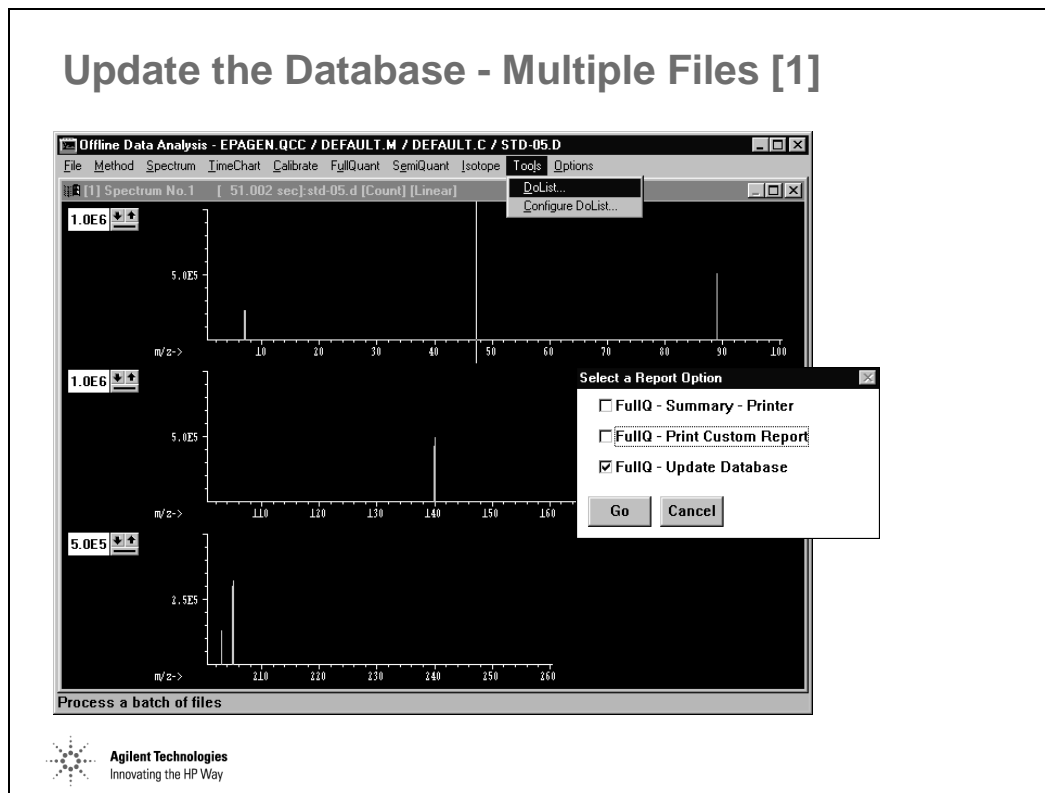 Update the Database - Multiple Files [1]
Offline Data Analysis - EPAGEN.QCC / DEFAULT.M / DEFAULT.C / STD-05.D
File Method Spectrum TimeChart Calibrate FullQuant SemiQuant Isotope Tools Options
[1] Spectrum No.1 [ 51.002 sec]:std-05.d [Count] [Linear]
DoList...
Configure DoList...
1.0E6
5.0E5
m/z-> 10 20 30 40 50 60 70 80 90 100
1.0E6
5.0E5
m/z-> 110 120 130 140 150 160
5.0E5
2.5E5
m/z-> 210 220 230 240 250 260
Select a Report Option
FullQ - Summary - Printer
FullQ - Print Custom Report
FullQ - Update Database
Go Cancel
Process a batch of files
Agilent Technologies
Innovating the HP Way